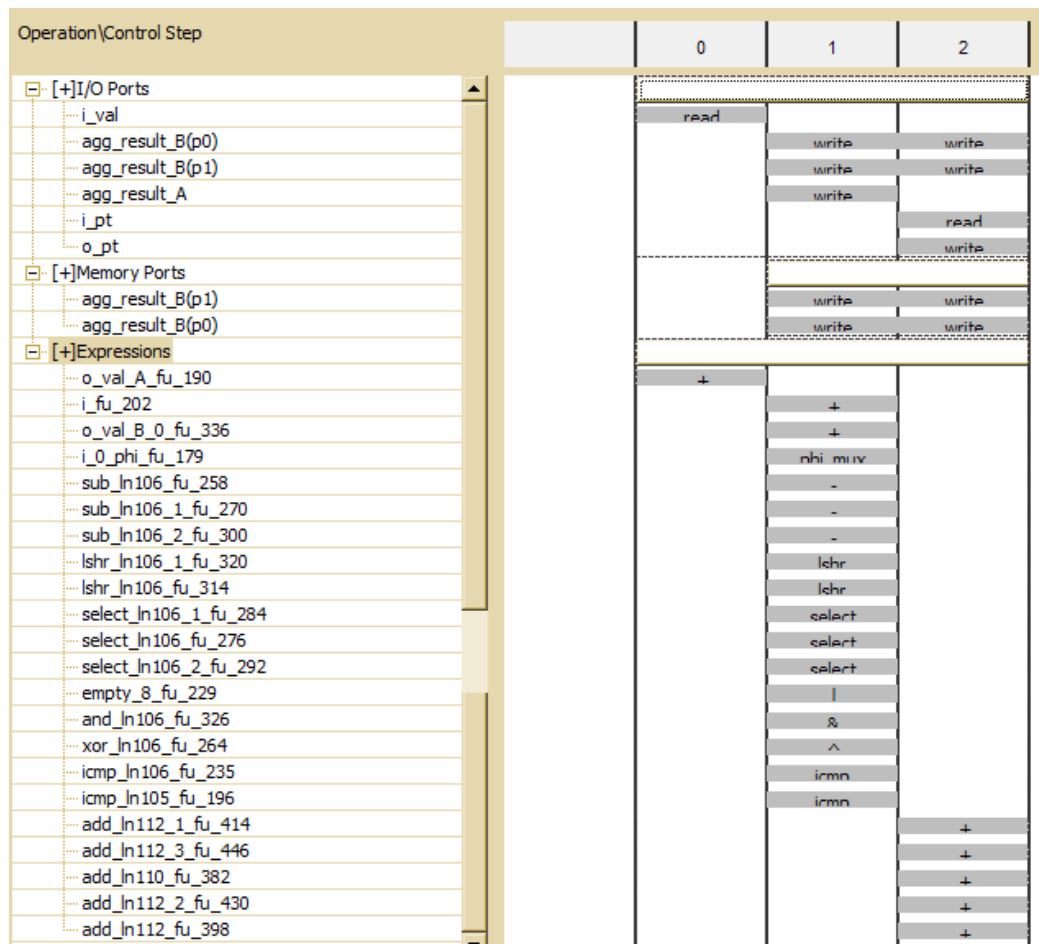 Operation\Control Step 0 1 2
[+]I/O Ports
i_val read
agg_result_B(p0) write write
agg_result_B(p1) write write
agg_result_A write
i_pt read
o_pt write
[+]Memory Ports
agg_result_B(p1) write write
agg_result_B(p0) write write
[+]Expressions
o_val_A_fu_190 +
i_fu_202 +
o_val_B_0_fu_336 +
i_0_phi_fu_179 phi_mux
sub_ln106_fu_258 -
sub_ln106_1_fu_270 -
sub_ln106_2_fu_300 -
lshr_ln106_1_fu_320 lshr
lshr_ln106_fu_314 lshr
select_ln106_1_fu_284 select
select_ln106_fu_276 select
select_ln106_2_fu_292 select
empty_8_fu_229 |
and_ln106_fu_326 &
xor_ln106_fu_264 ^
icmp_ln106_fu_235 icmp
icmp_ln105_fu_196 icmp
add_ln112_1_fu_414 +
add_ln112_3_fu_446 +
add_ln110_fu_382 +
add_ln112_2_fu_430 +
add_ln112_fu_398 +